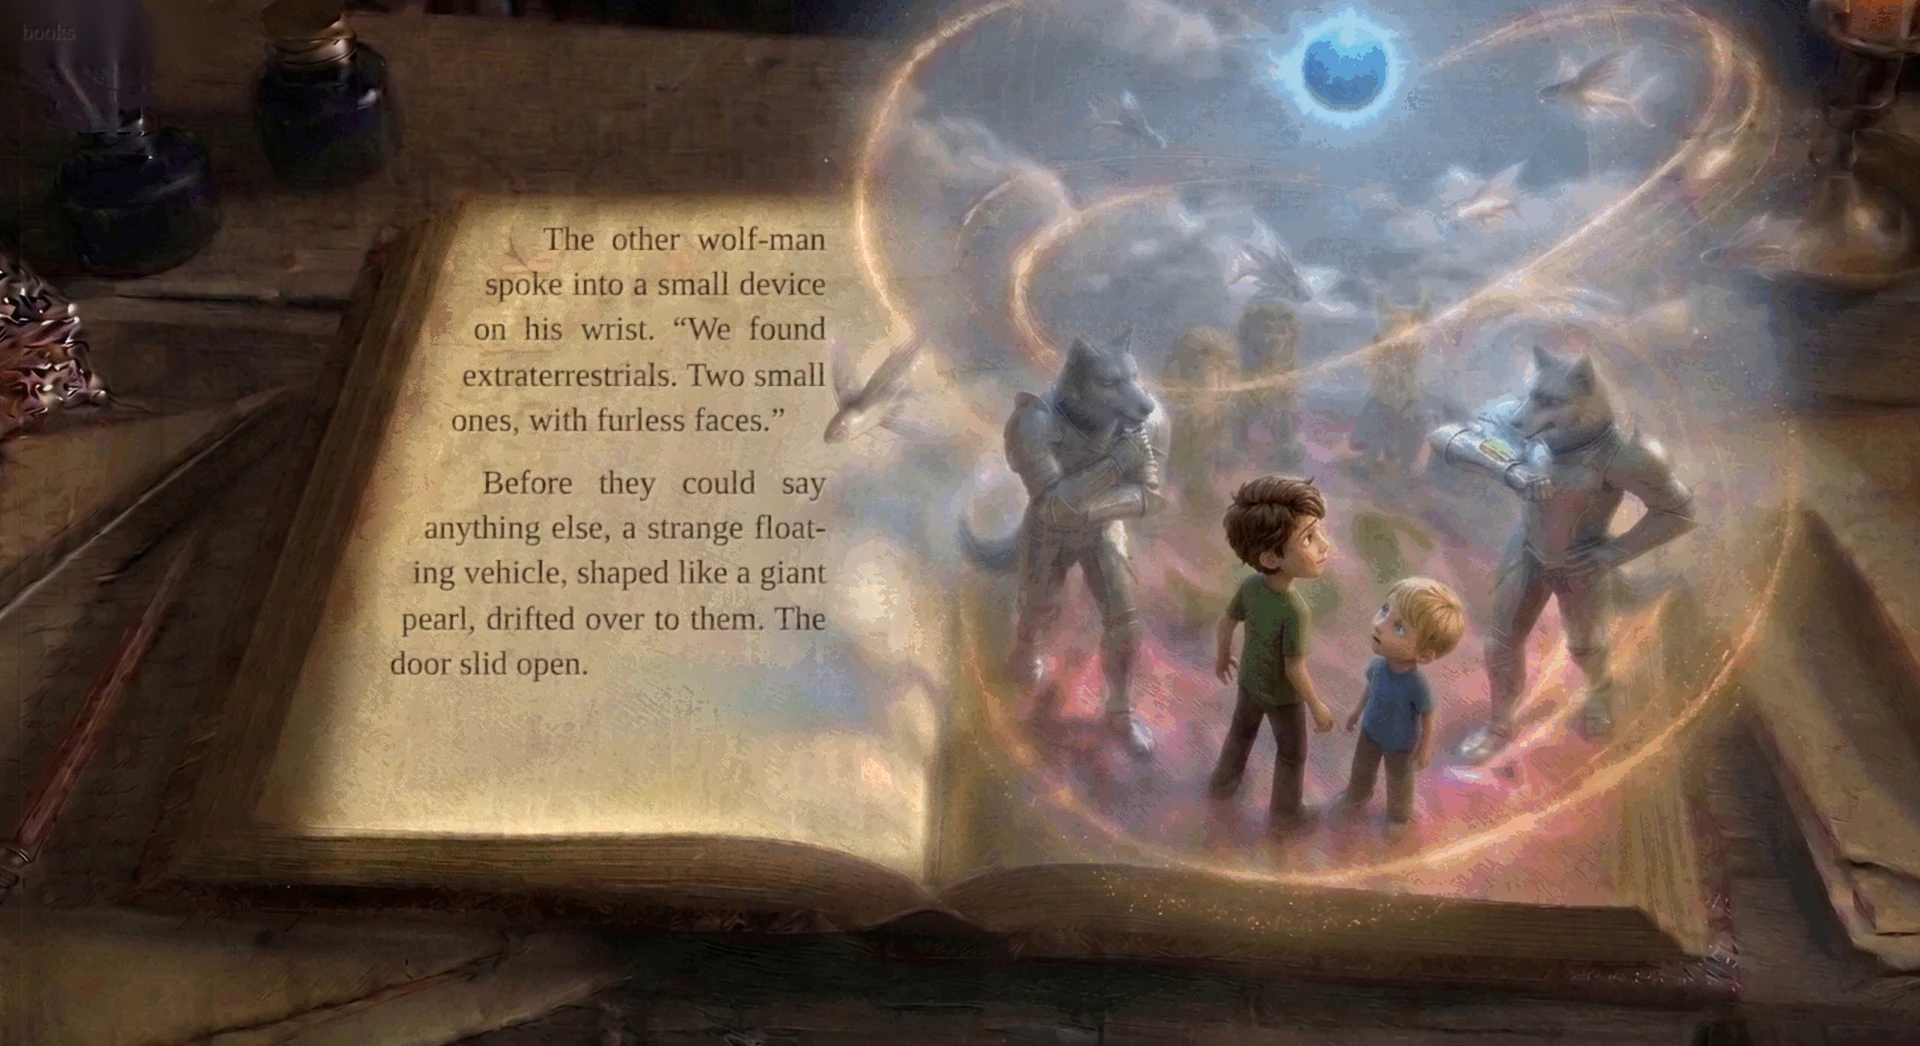 books
The other wolf-man
spoke into a small device
on his wrist. “We found
extraterrestrials. Two small
ones, with furless faces.”
Before they could say
anything else, a strange float-
ing vehicle, shaped like a giant
pearl, drifted over to them. The
door slid open.